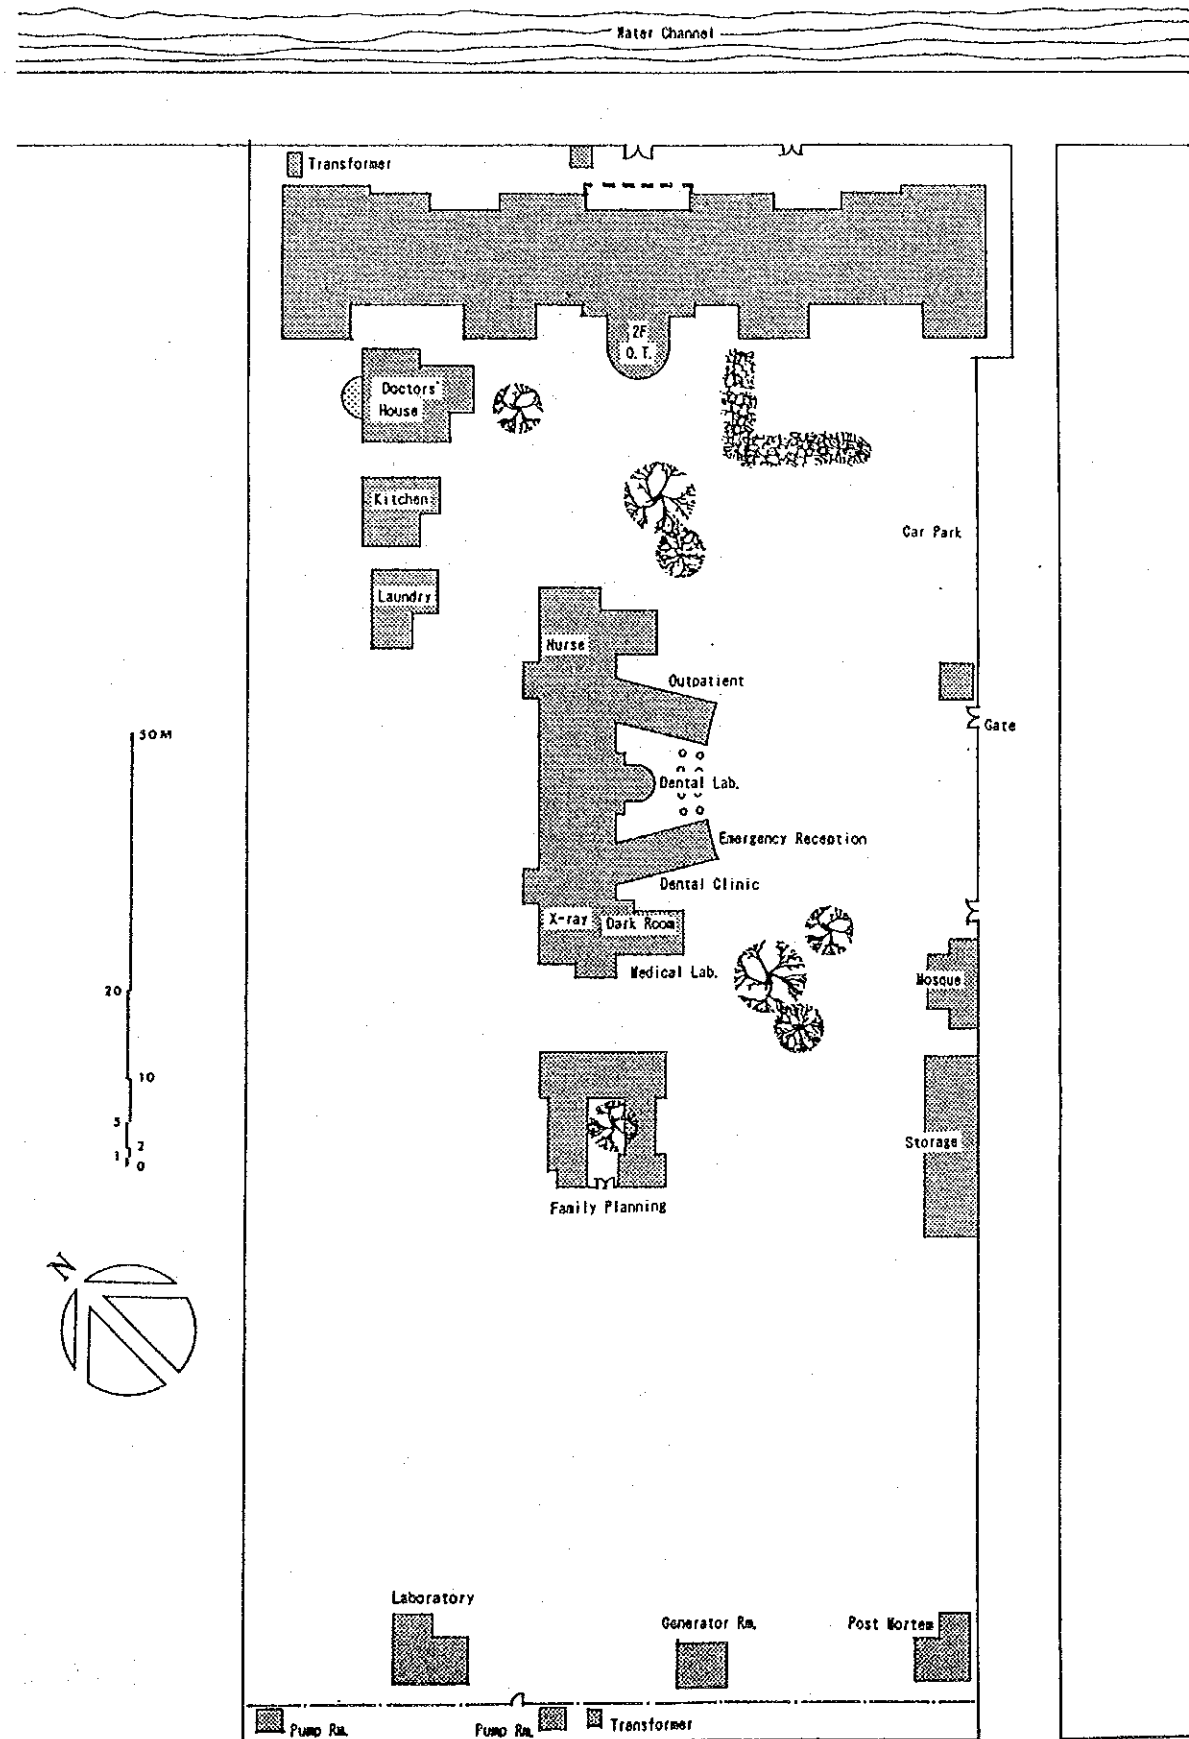 Water Channel
Transformer
2F
O.T.
Doctors'
House
Kitchen
Car Park
Laundry
Nurse
Outpatient
Gate
50M
Dental Lab.
Emergency Reception
Dental Clinic
X-ray
Dark Room
Medical Lab.
Mosque
20
10
5
2
1
0
Storage
Family Planning
N
Laboratory
Generator Rm.
Post Mortem
Pump Rm.
Pump Rm.
Transformer